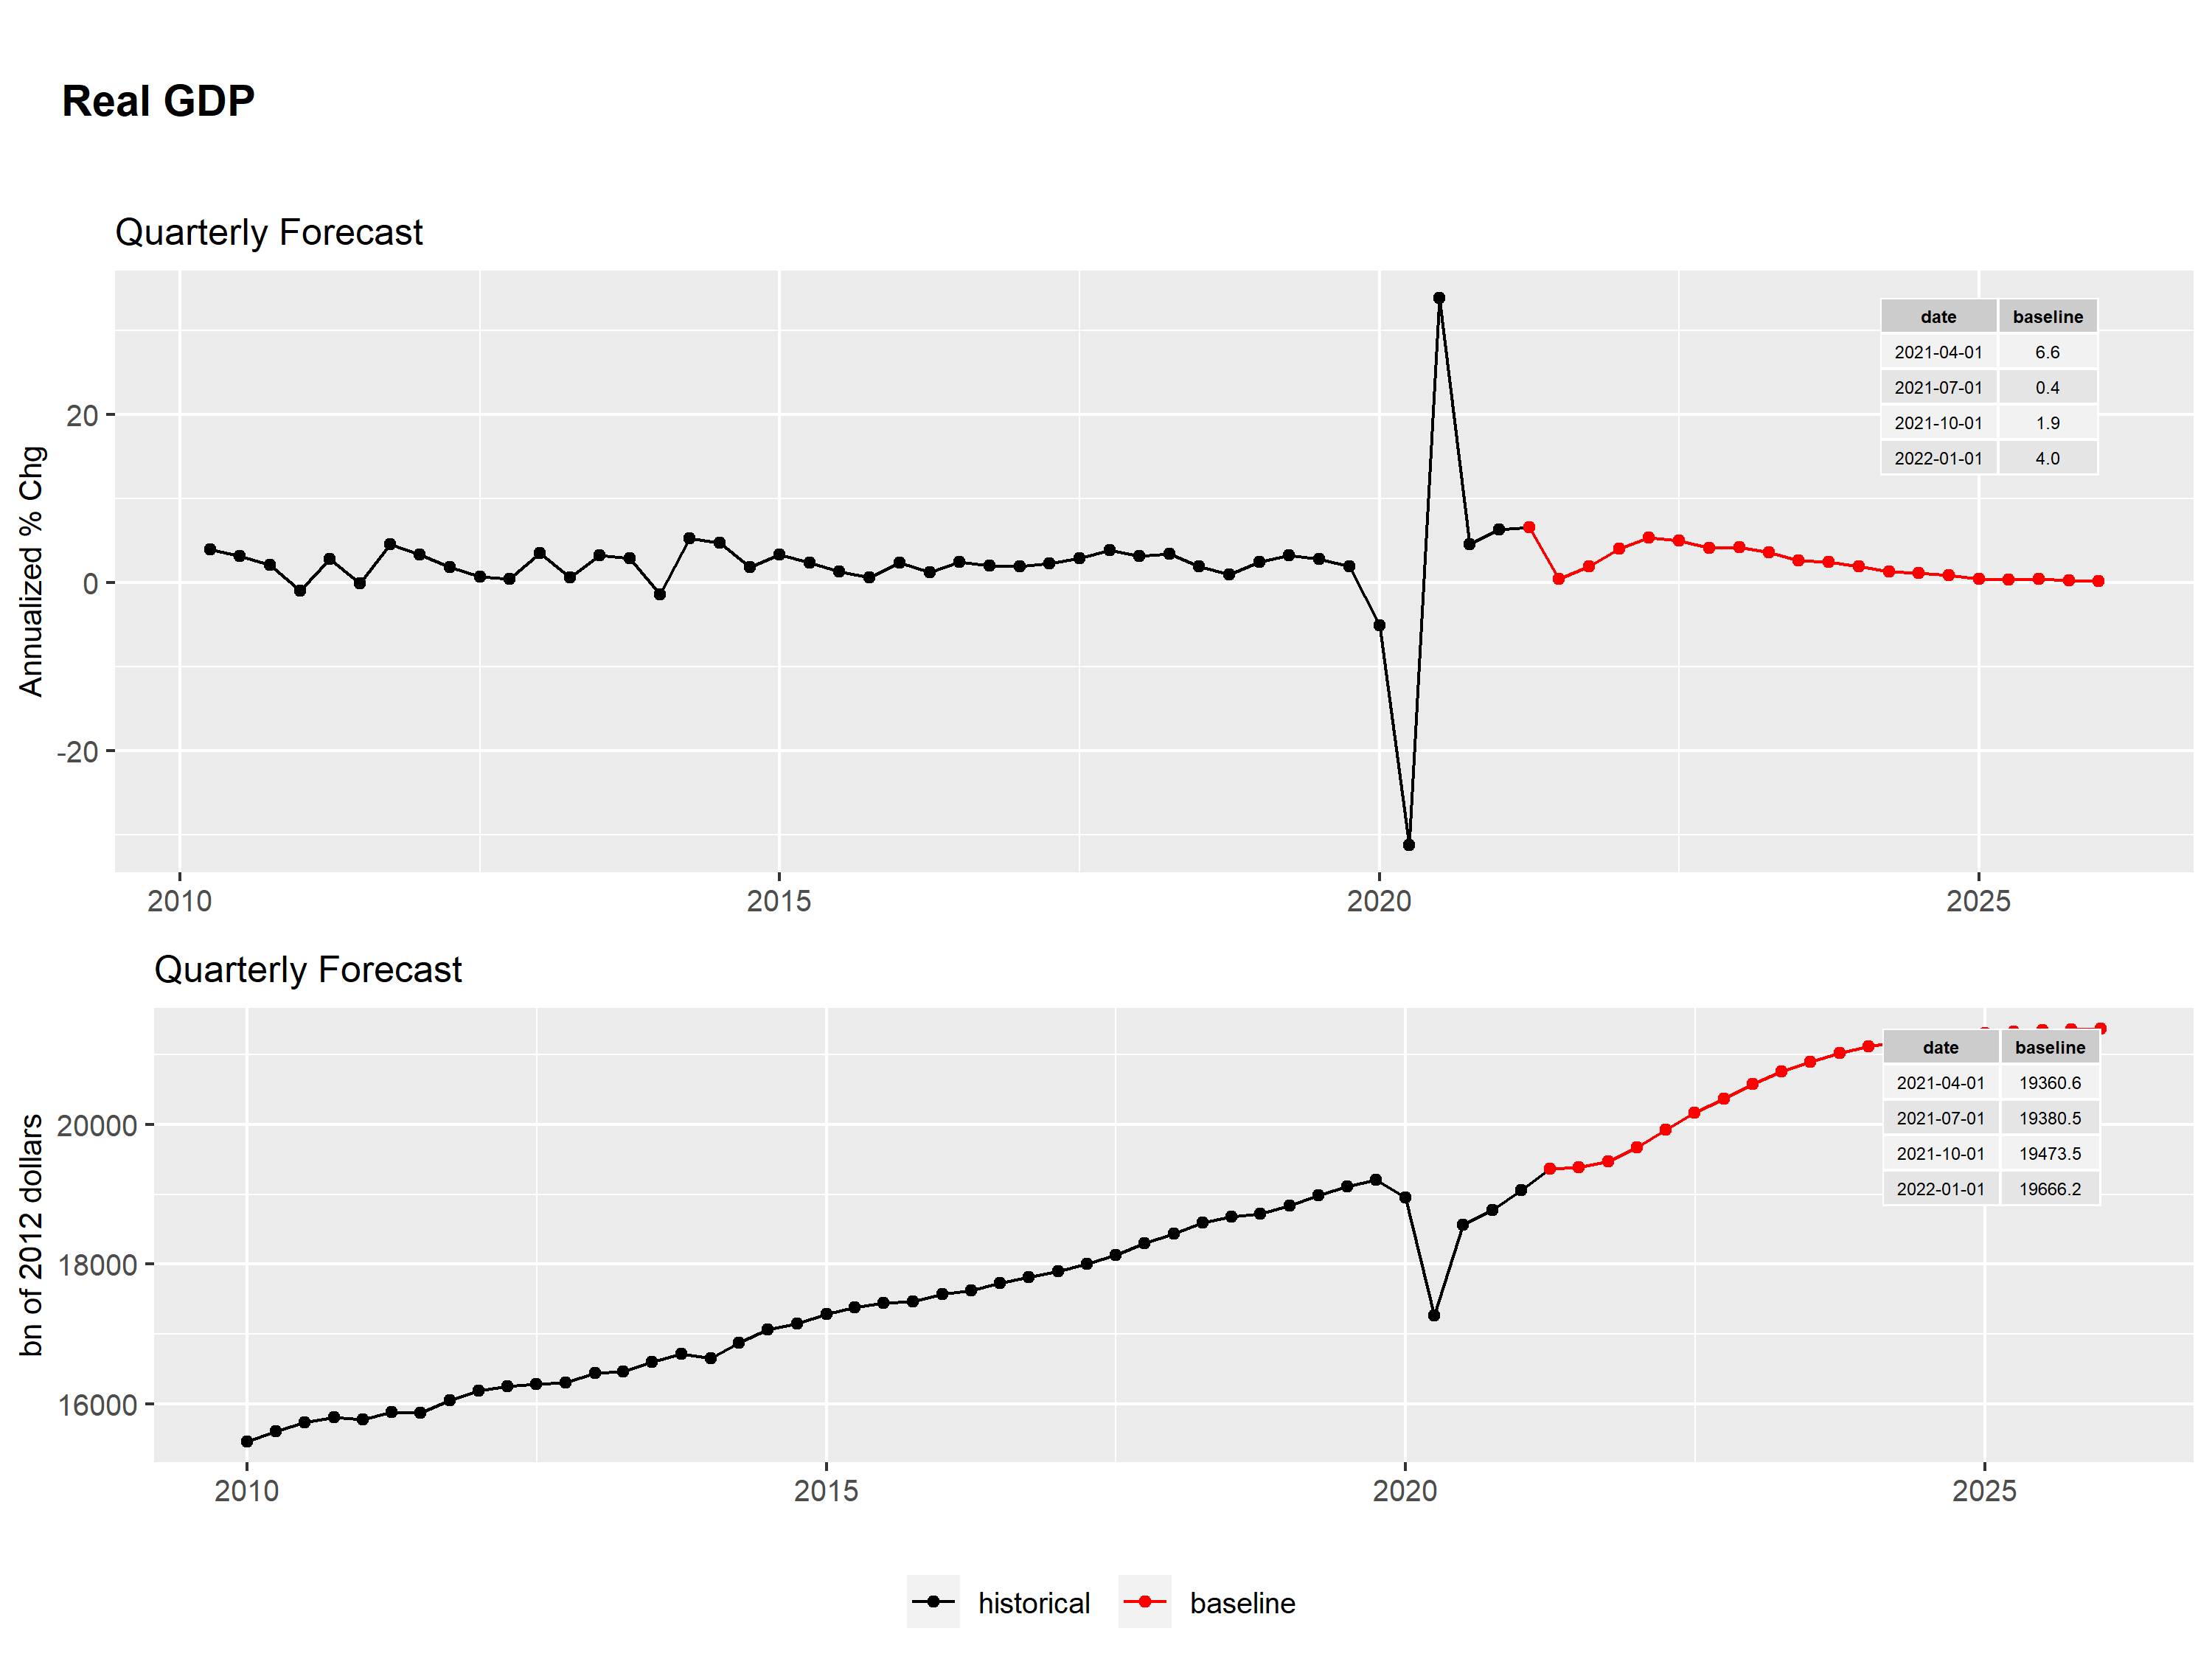 Real GDP
Quarterly Forecast
Annualized % Chg
20
0
-20
date baseline
2021-04-01 6.6
2021-07-01 0.4
2021-10-01 1.9
2022-01-01 4.0
2010 2015 2020 2025
Quarterly Forecast
bn of 2012 dollars
20000
18000
16000
date baseline
2021-04-01 19360.6
2021-07-01 19380.5
2021-10-01 19473.5
2022-01-01 19666.2
2010 2015 2020 2025
historical baseline